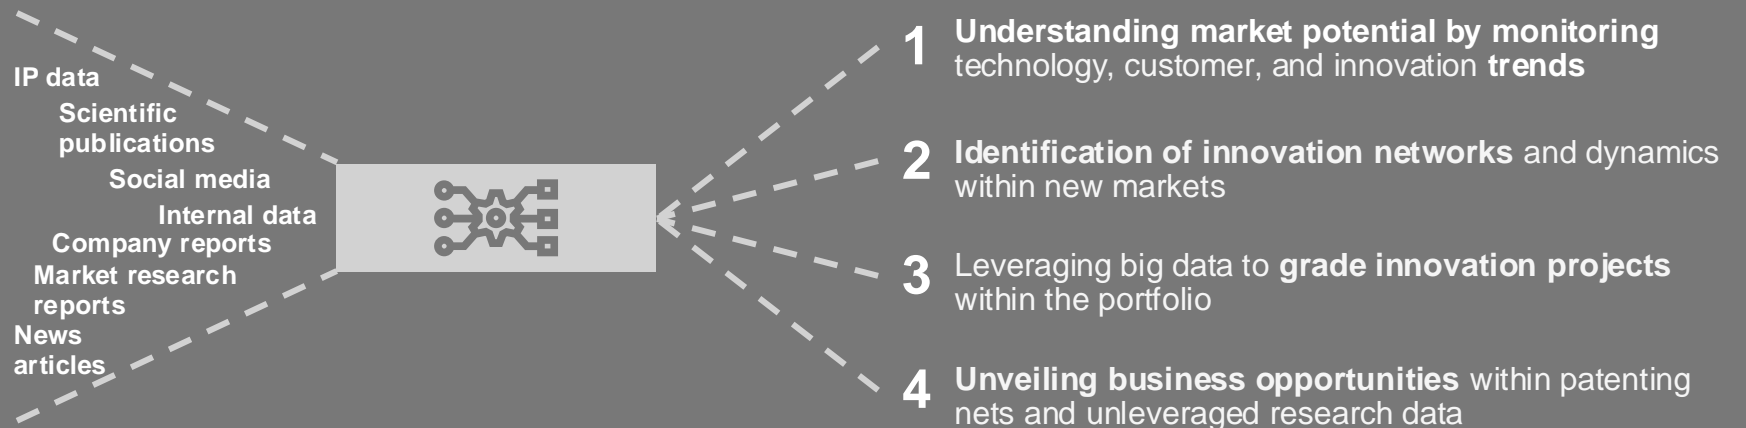 IP data
Scientific
publications
Social media
Internal data
Company reports
Market research
reports
News
articles
1 Understanding market potential by monitoring
technology, customer, and innovation trends
2 Identification of innovation networks and dynamics
within new markets
3 Leveraging big data to grade innovation projects
within the portfolio
4 Unveiling business opportunities within patenting
nets and unleveraged research data